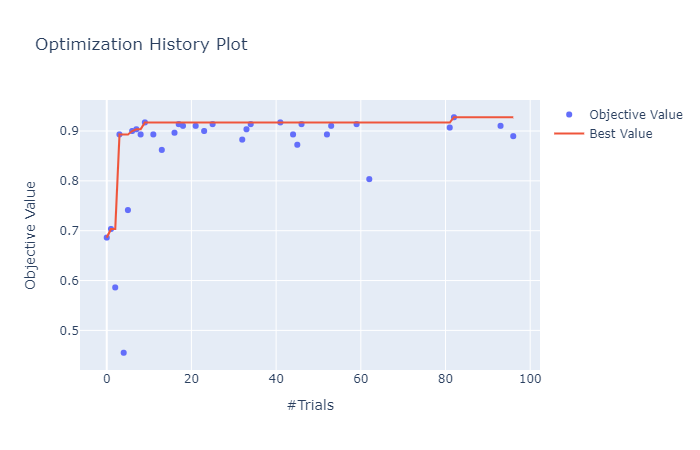 Optimization History Plot
Objective Value
Best Value
0.9
0.8
0.7
0.6
0.5
Objective Value
0 20 40 60 80 100
#Trials